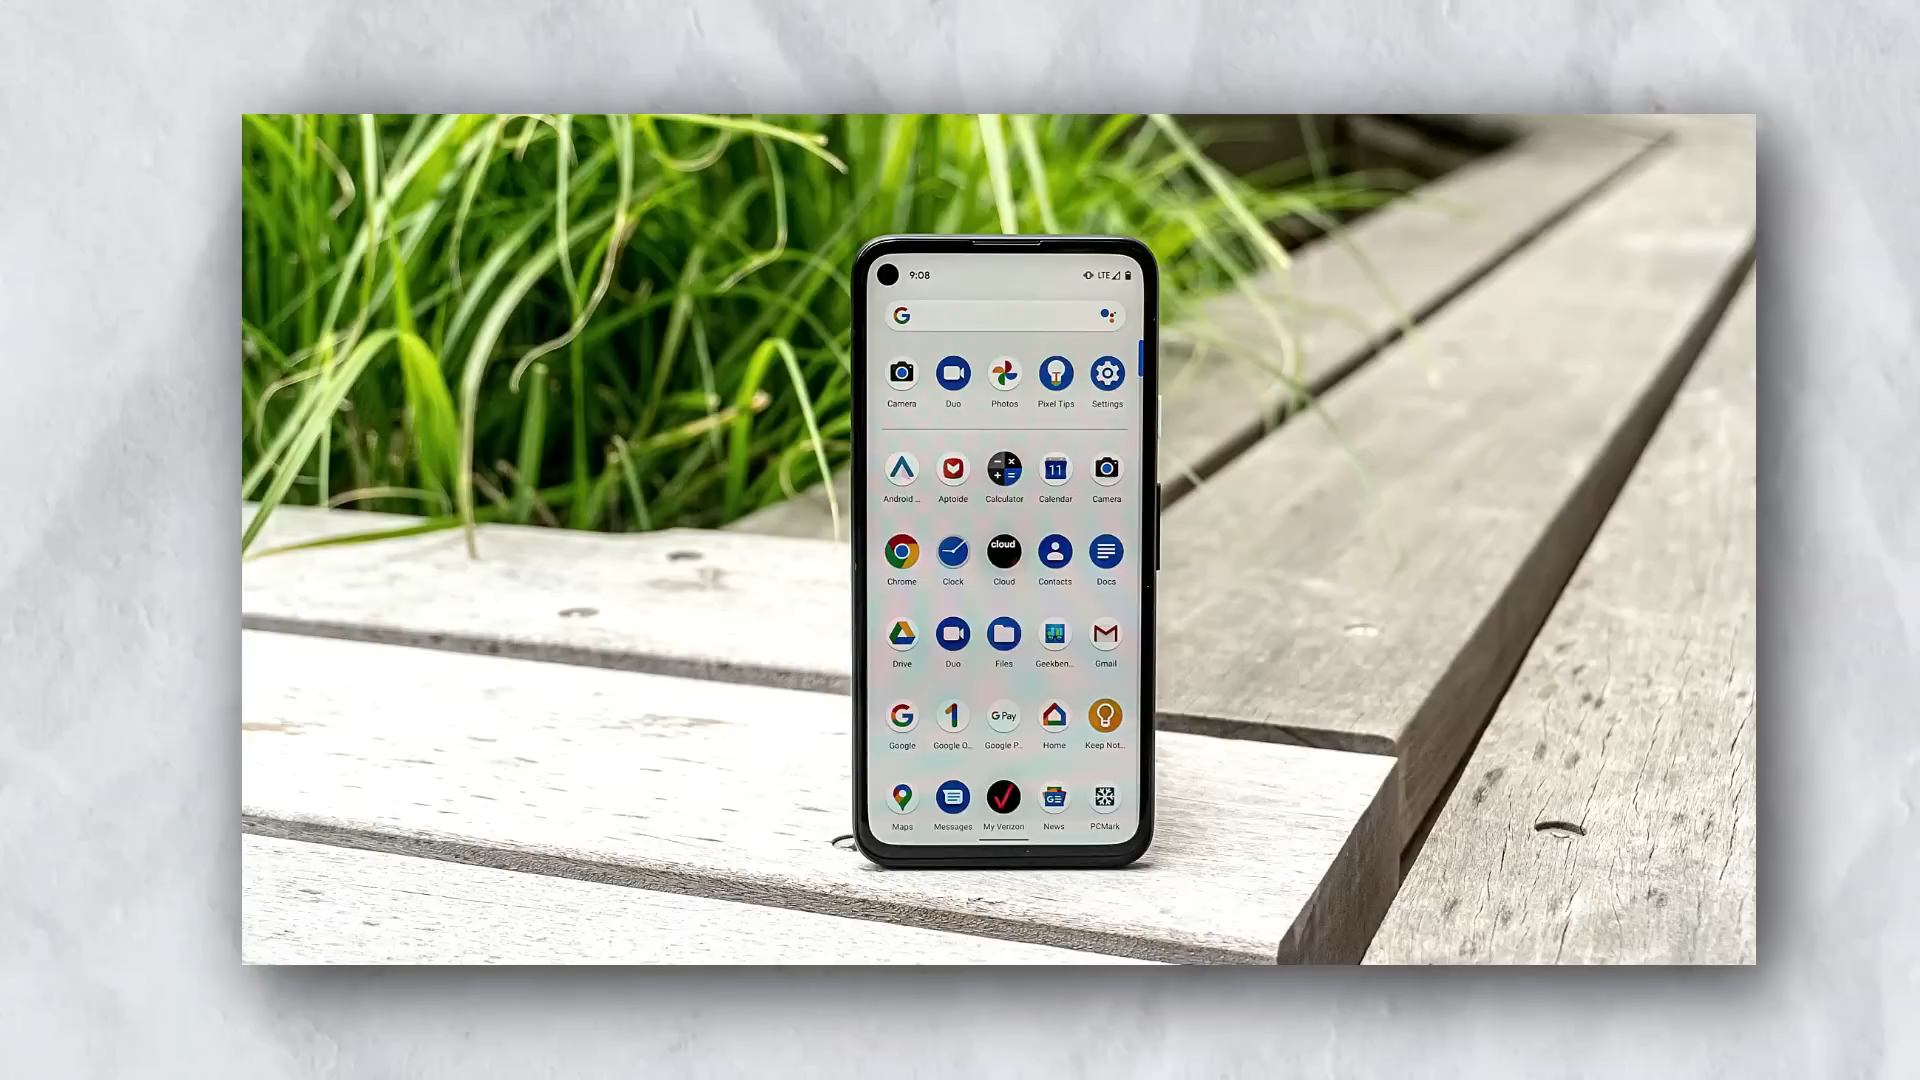 9:08 LTE
Camera Duo Photos Pixel Tips Settings
11
Android ... Aptoide Calculator Calendar Camera
cloud
Chrome Clock Cloud Contacts Docs
Drive Duo Files Geekben... Gmail
1 G Pay
Google Google O... Google P... Home Keep Not...
GE
Maps Messages My Verizon News PCMark